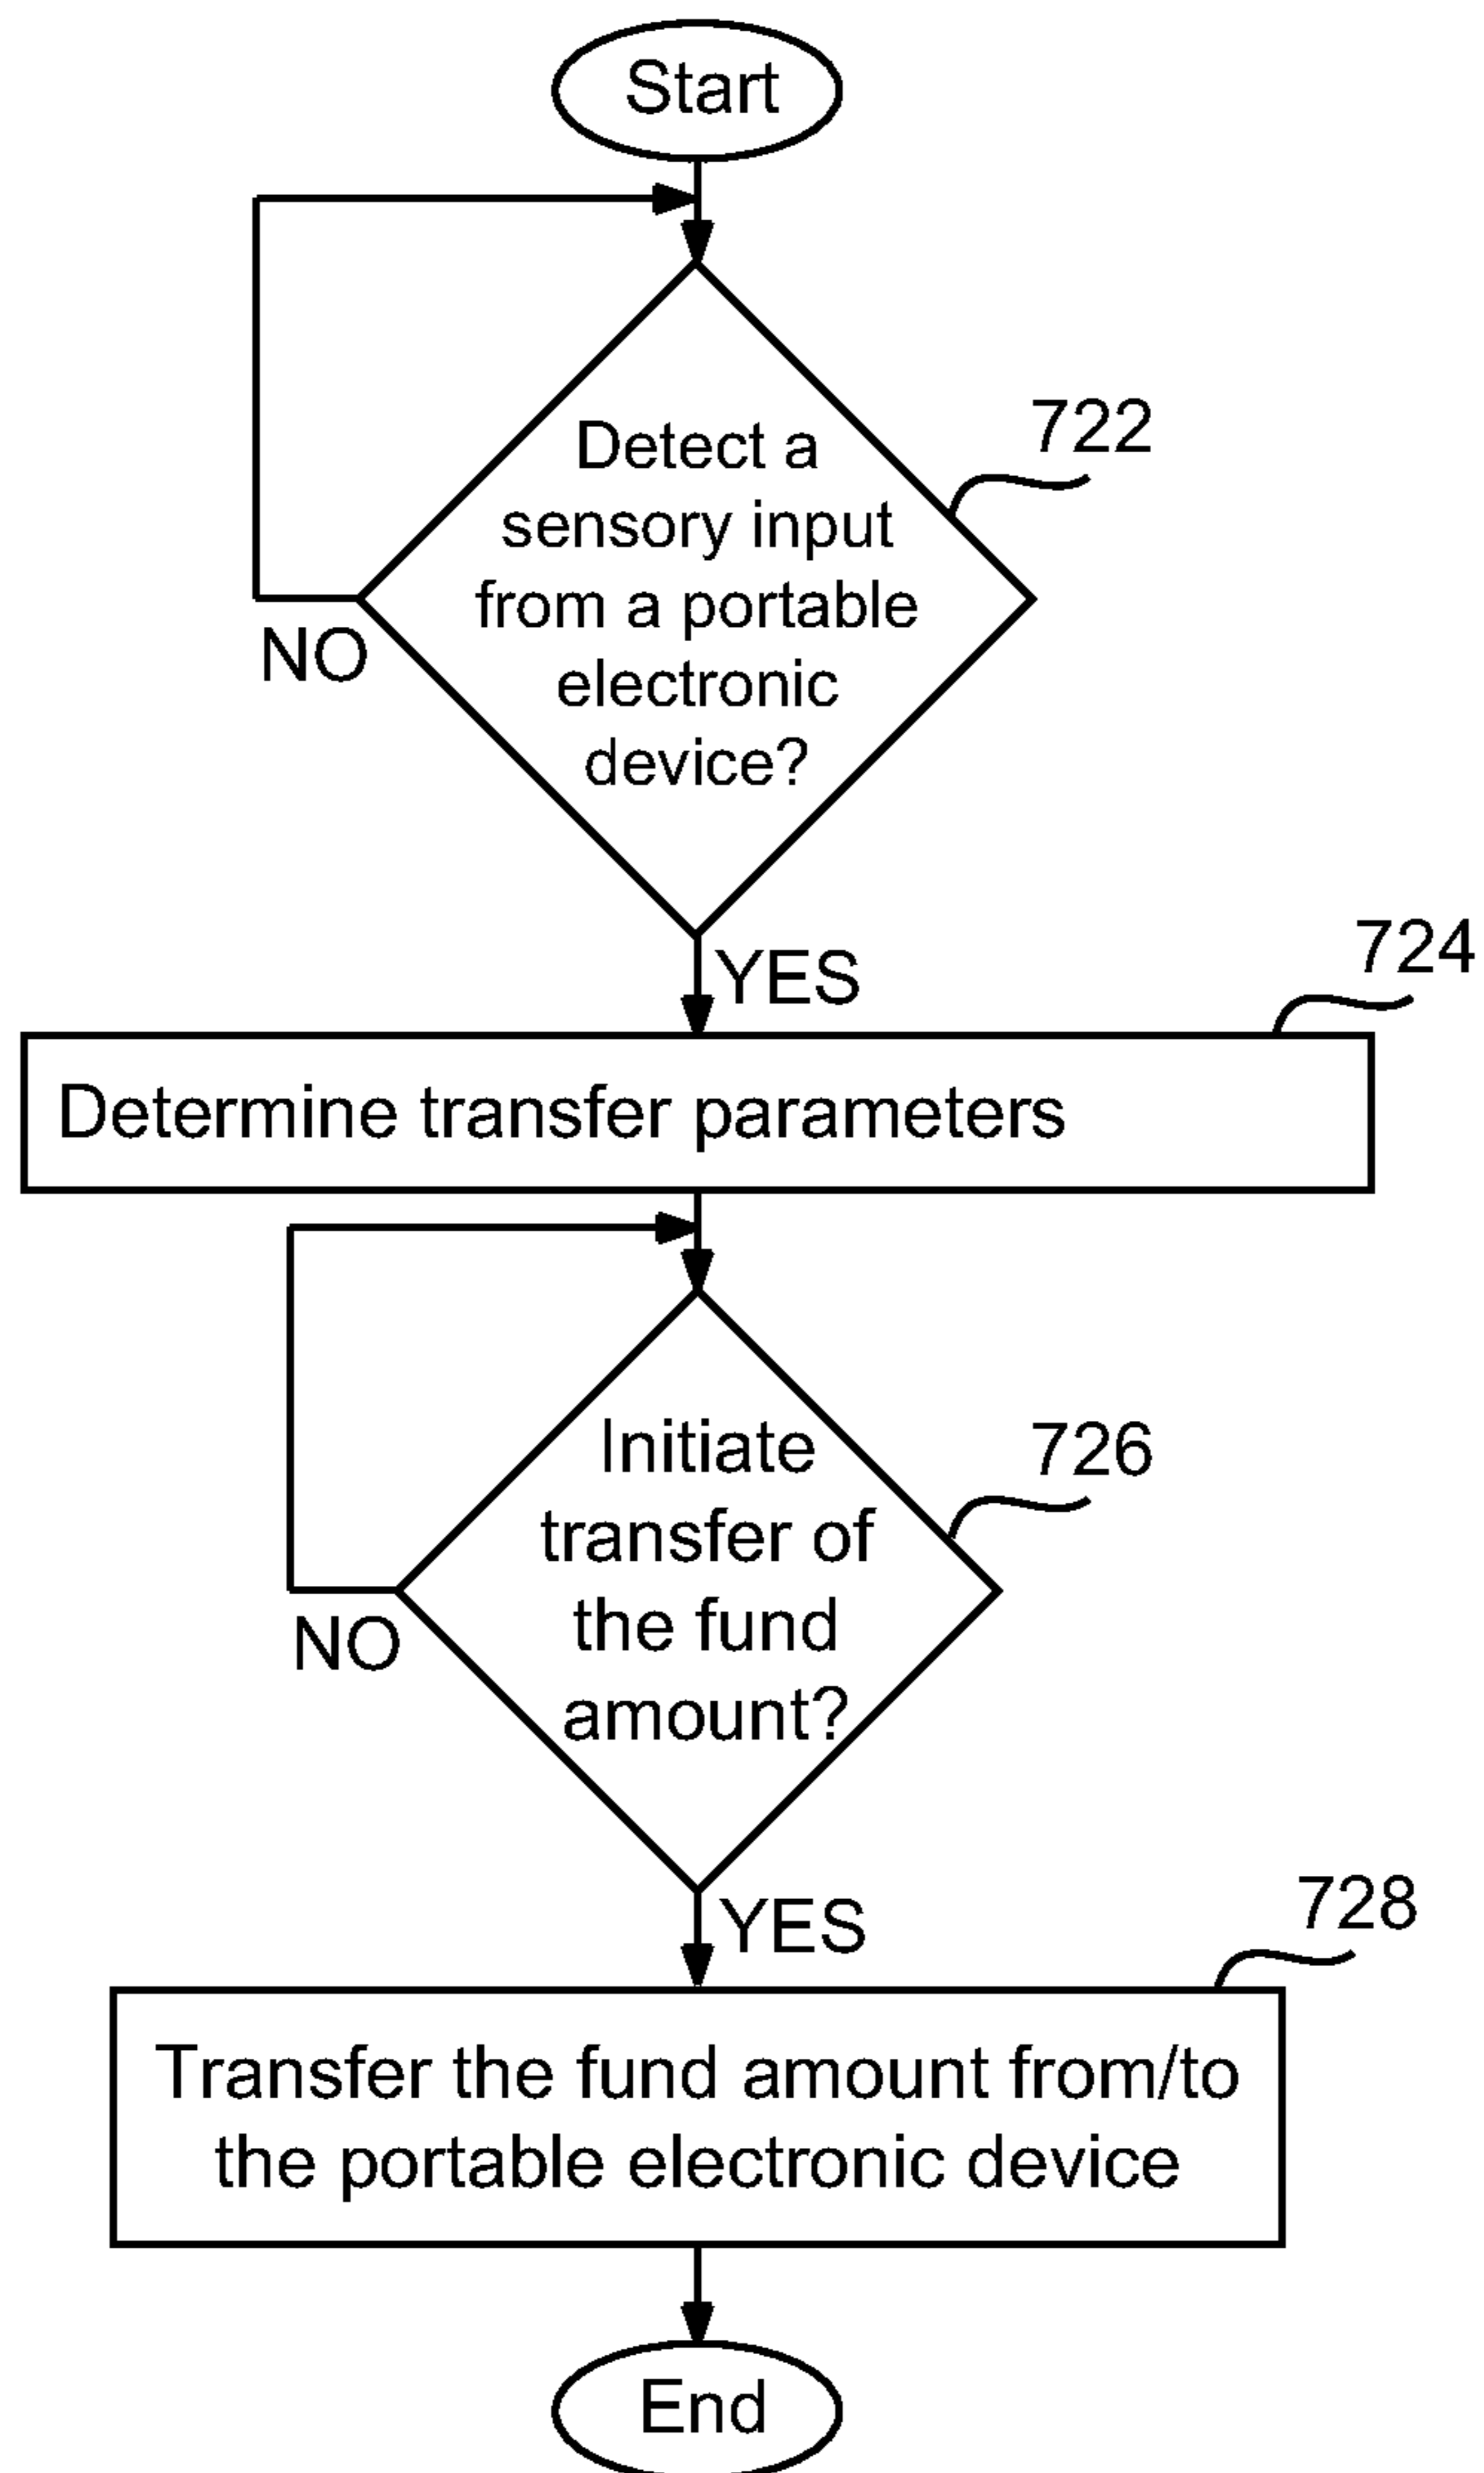 Start
Detect a
sensory input
from a portable
electronic
device?
722
NO
YES
724
Determine transfer parameters
Initiate
transfer of
the fund
amount?
726
NO
YES
728
Transfer the fund amount from/to
the portable electronic device
End